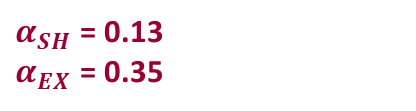 α_SH = 0.13
α_EX = 0.35